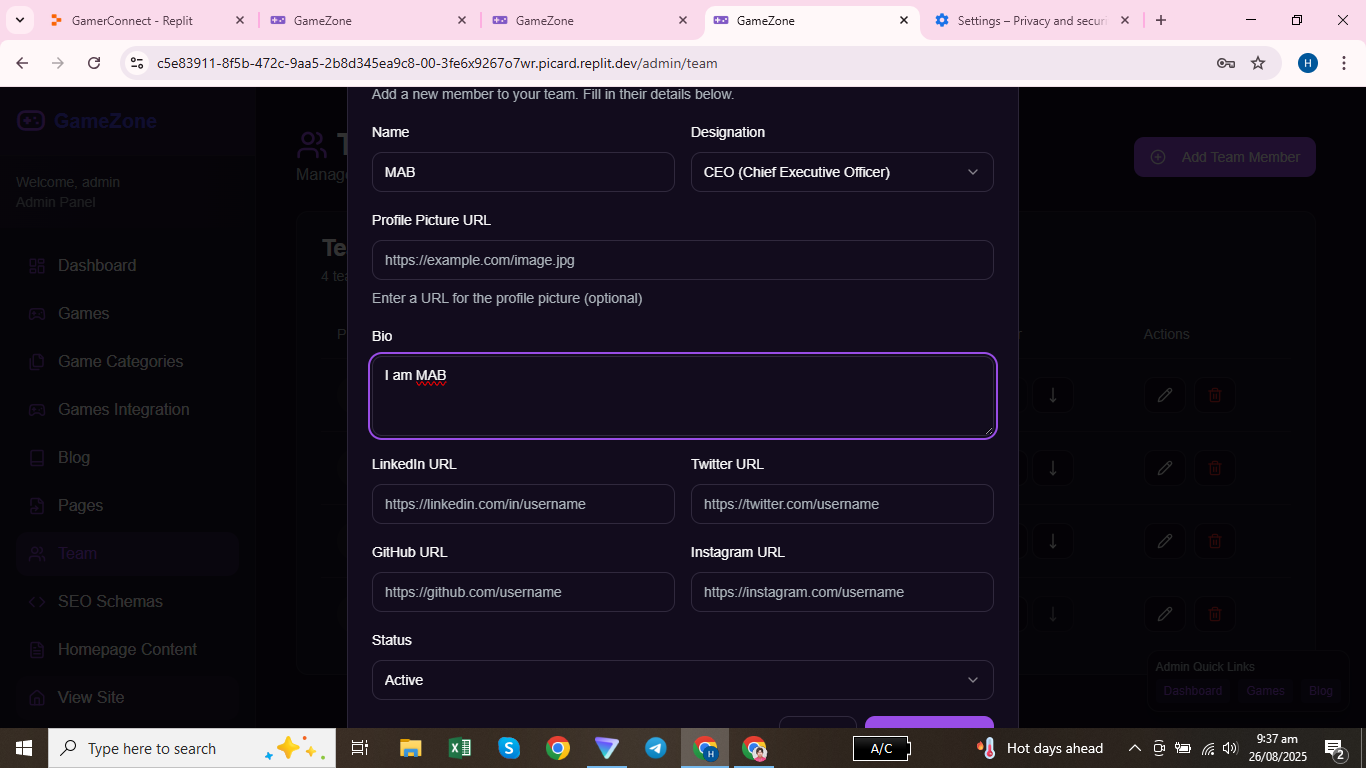 GamerConnect - Replit
GameZone
GameZone
GameZone
Settings – Privacy and securi
c5e83911-8f5b-472c-9aa5-2b8d345ea9c8-00-3fe6x9267o7wr.picard.replit.dev/admin/team
H
GameZone
Welcome, admin
Admin Panel
Dashboard
Games
Game Categories
Games Integration
Blog
Pages
Team
SEO Schemas
Homepage Content
View Site
T
Manage
Add Team Member
Te
4 tea
P
r
Actions
Add a new member to your team. Fill in their details below.
Name
Designation
MAB
CEO (Chief Executive Officer)
Profile Picture URL
https://example.com/image.jpg
Enter a URL for the profile picture (optional)
Bio
I am MAB
LinkedIn URL
Twitter URL
https://linkedin.com/in/username
https://twitter.com/username
GitHub URL
Instagram URL
https://github.com/username
https://instagram.com/username
Status
Active
Admin Quick Links
Dashboard
Games
Blog
Type here to search
A/C
Hot days ahead
9:37 am
26/08/2025
2